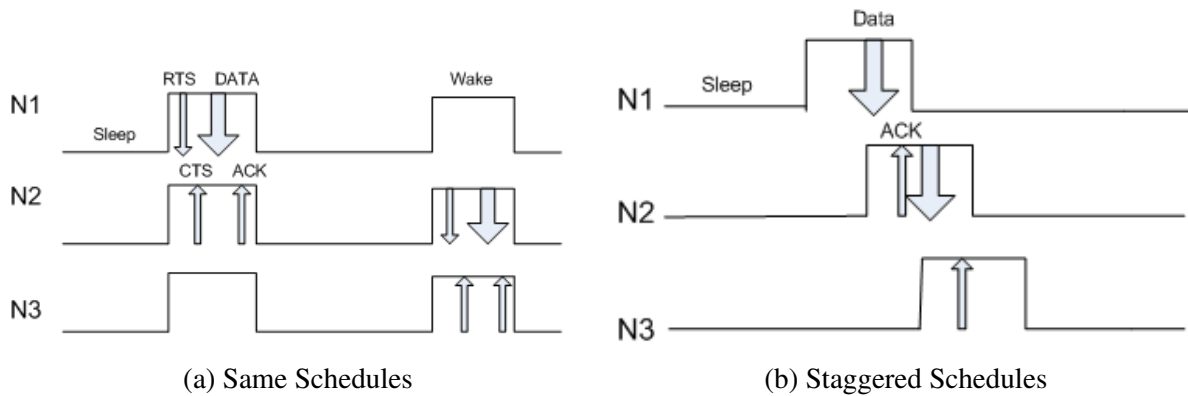 RTS DATA
Wake
N1
Sleep
CTS ACK
N2
N3
(a) Same Schedules
Data
Sleep
N1
ACK
N2
N3
(b) Staggered Schedules